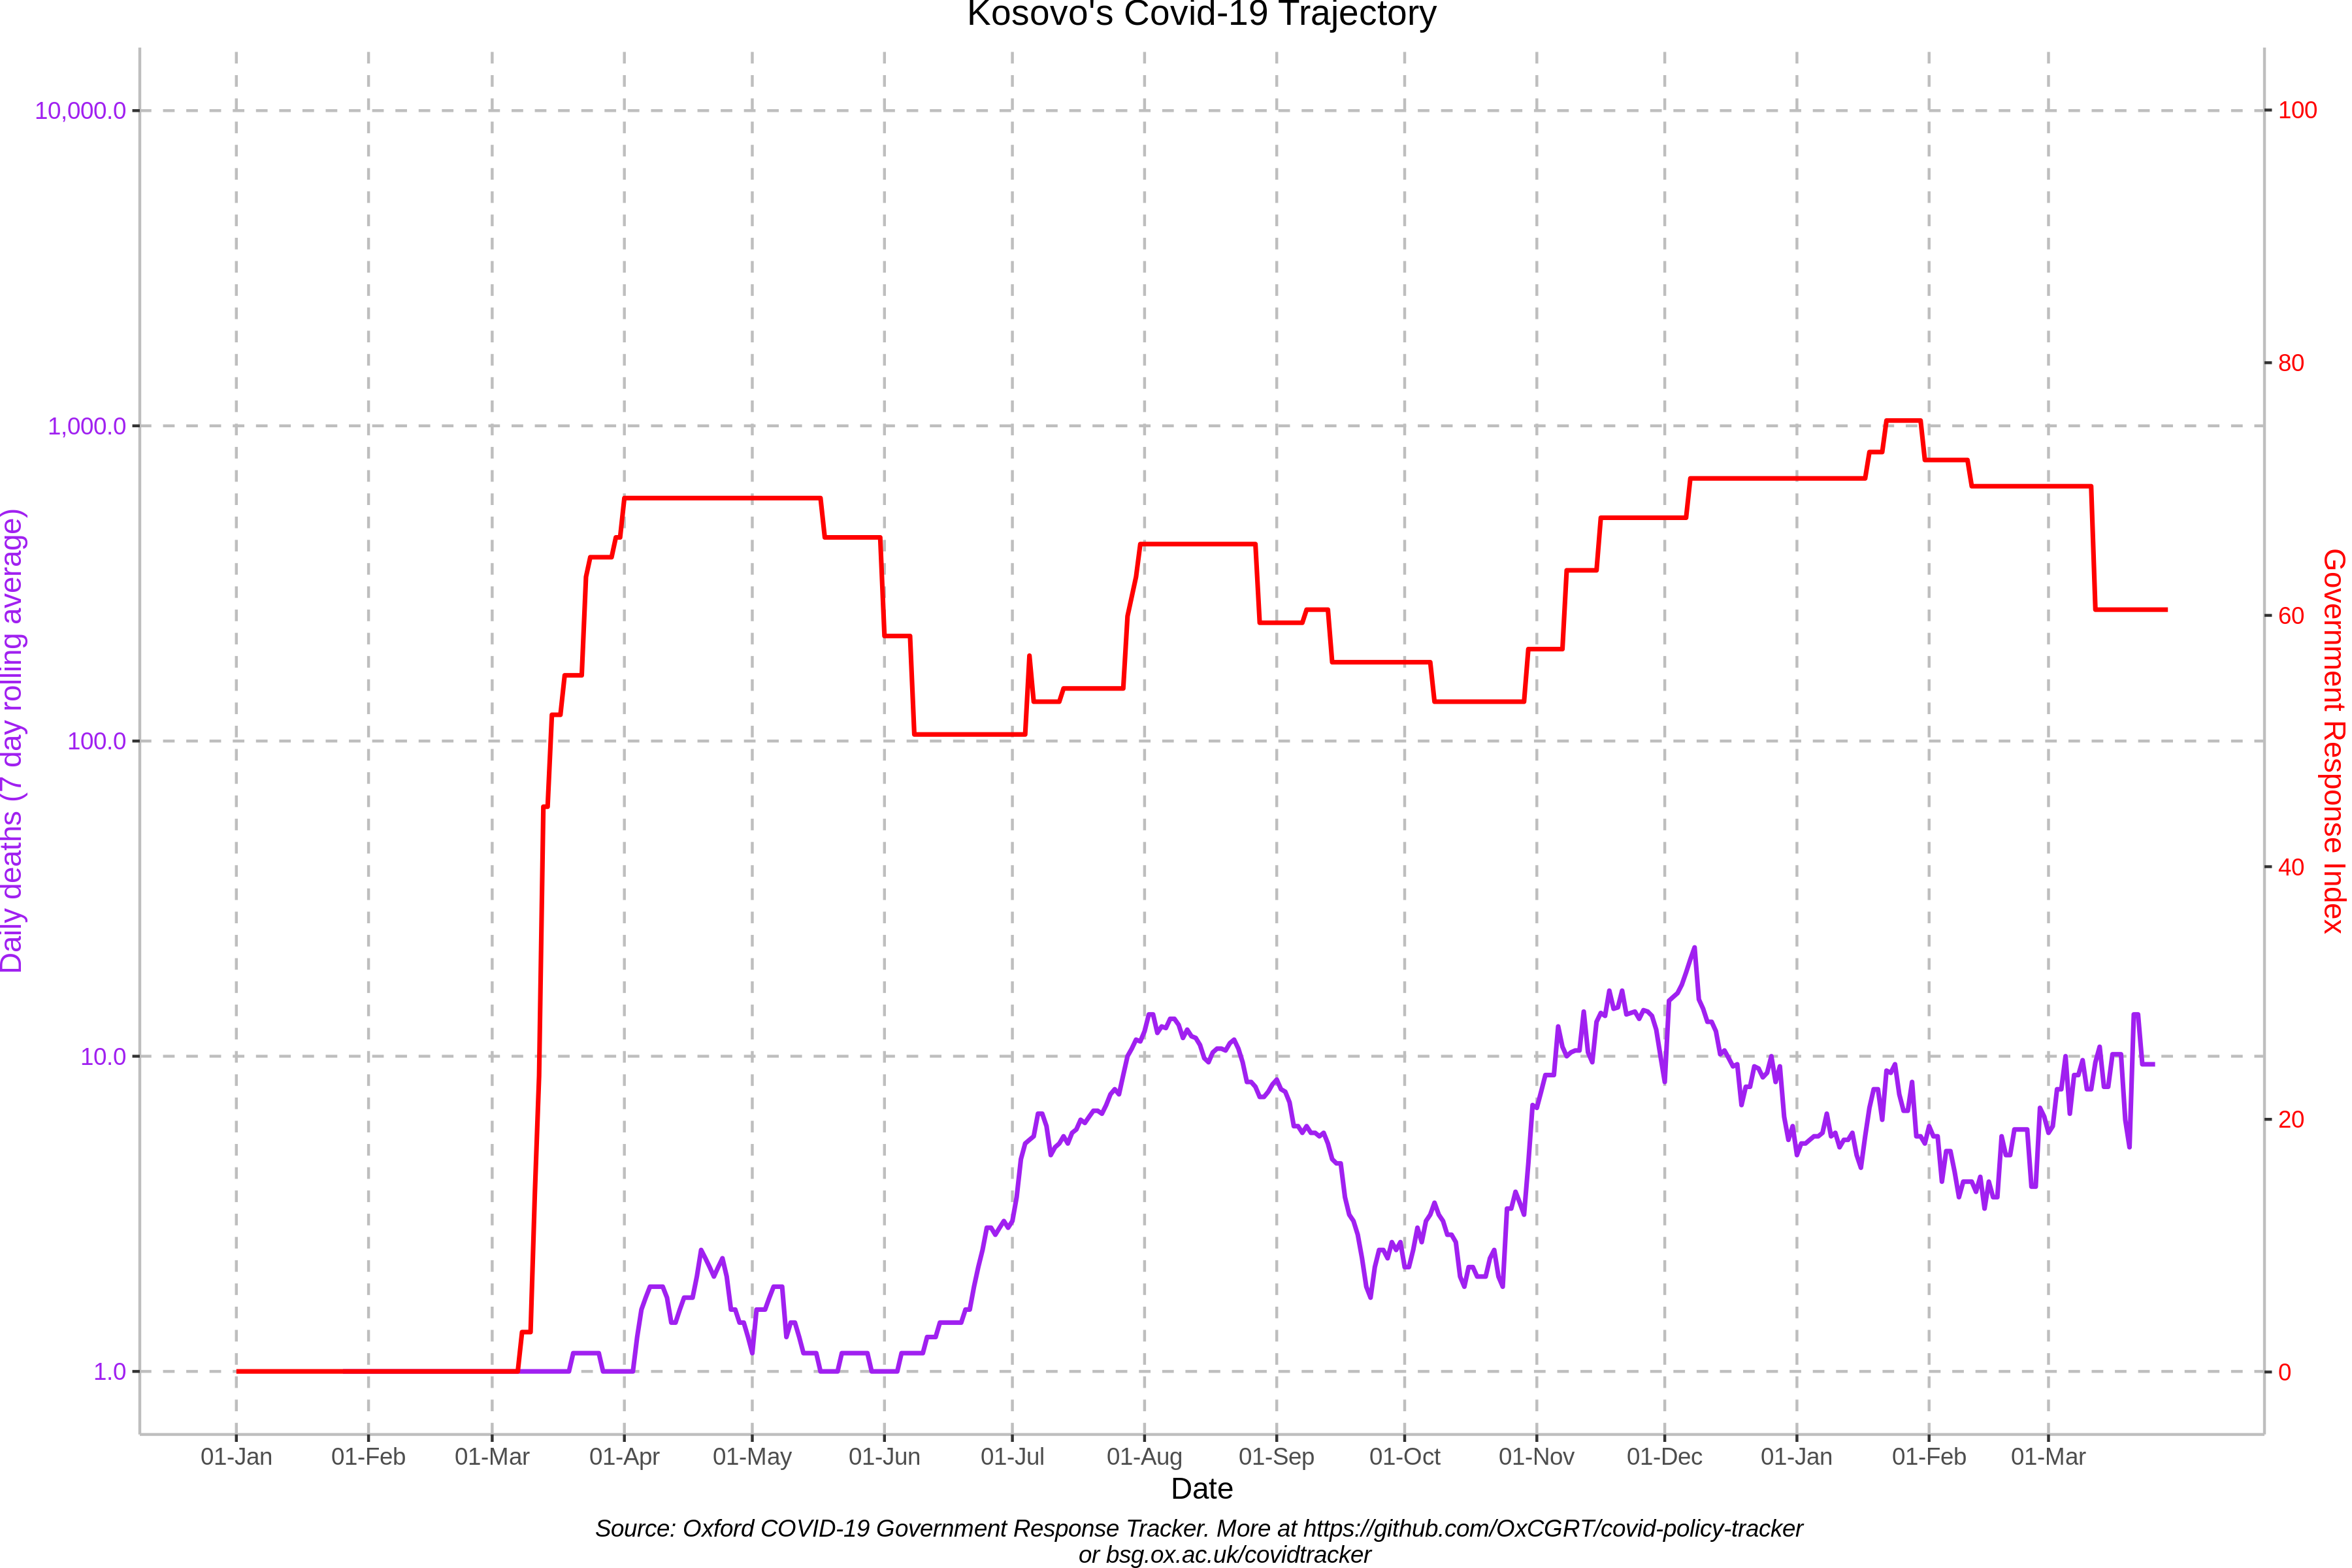 Kosovo's Covid-19 Trajectory
10,000.0
1,000.0
100.0
10.0
1.0
Daily deaths (7 day rolling average)
100
80
60
40
20
0
Government Response Index
01-Jan
01-Feb
01-Mar
01-Apr
01-May
01-Jun
01-Jul
01-Aug
01-Sep
01-Oct
01-Nov
01-Dec
01-Jan
01-Feb
01-Mar
Date
Source: Oxford COVID-19 Government Response Tracker. More at https://github.com/OxCGRT/covid-policy-tracker
or bsg.ox.ac.uk/covidtracker